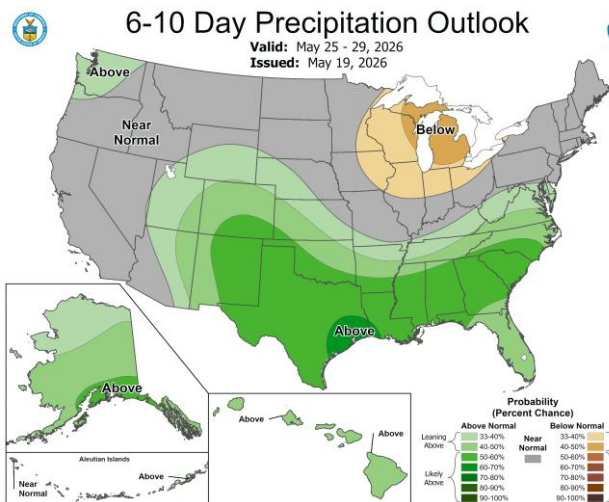 6-10 Day Precipitation Outlook
Valid: May 25 - 29, 2026
Issued: May 19, 2026
Above
Near
Normal
Below
Above
Above
Aleutian Islands
Near
Normal
Above
Above
Above
Probability
(Percent Chance)
Above Normal
Below Normal
Leaning
Above
33-40%
40-50%
Near
Normal
33-40%
40-50%
50-60%
50-60%
Likely
Above
60-70%
70-80%
80-90%
90-100%
60-70%
70-80%
80-90%
90-100%